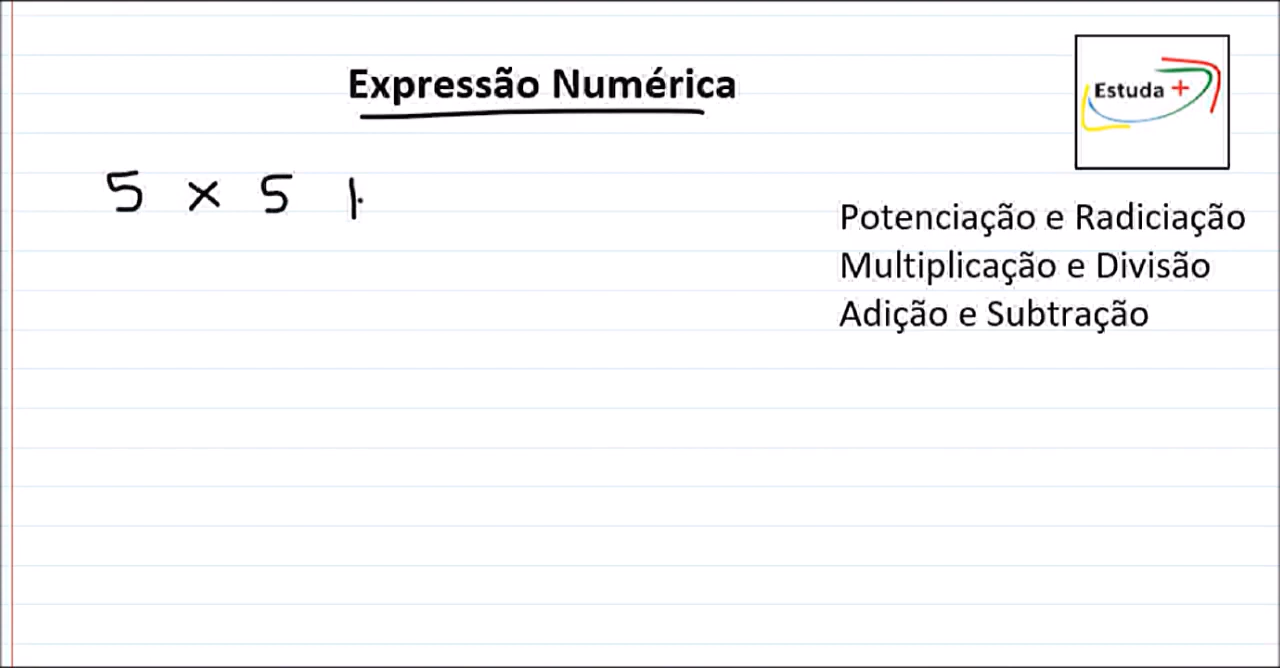 Expressão Numérica
Estuda +
5 x 5
Potenciação e Radiciação
Multiplicação e Divisão
Adição e Subtração